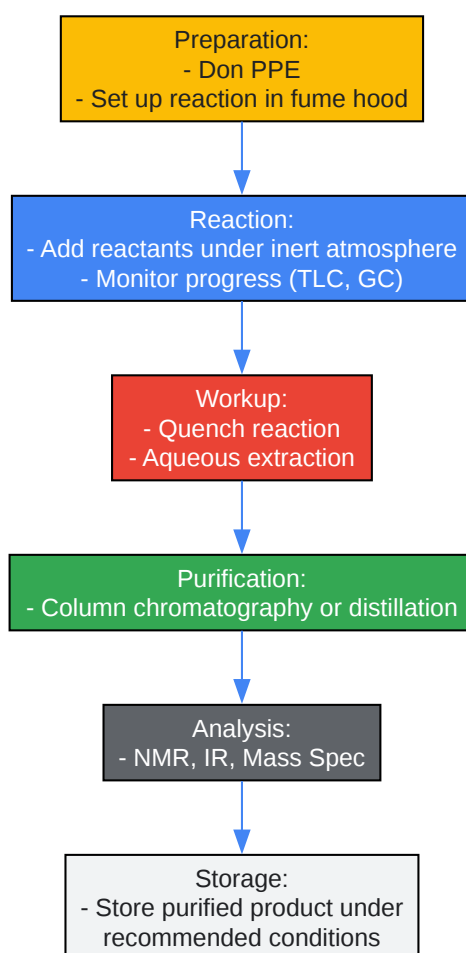 Preparation:
- Don PPE
- Set up reaction in fume hood
Reaction:
- Add reactants under inert atmosphere
- Monitor progress (TLC, GC)
Workup:
- Quench reaction
- Aqueous extraction
Purification:
- Column chromatography or distillation
Analysis:
- NMR, IR, Mass Spec
Storage:
- Store purified product under
recommended conditions